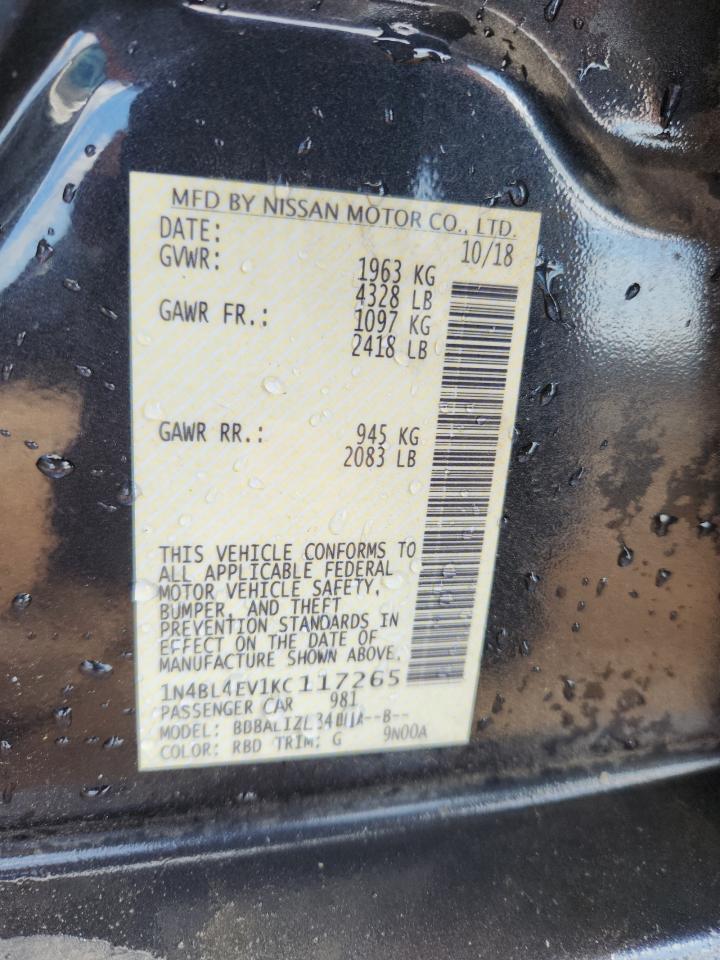 MFD BY NISSAN MOTOR CO., LTD.
DATE: 10/18
GVWR: 1963 KG
4328 LB
GAWR FR.: 1097 KG
2418 LB
GAWR RR.: 945 KG
2083 LB
THIS VEHICLE CONFORMS TO
ALL APPLICABLE FEDERAL
MOTOR VEHICLE SAFETY,
BUMPER, AND THEFT
PREVENTION STANDARDS IN
EFFECT ON THE DATE OF
MANUFACTURE SHOWN ABOVE.
1N4BL4EV1KC117265
PASSENGER CAR 981
MODEL:
COLOR: RBD TRIM: G 9N00A